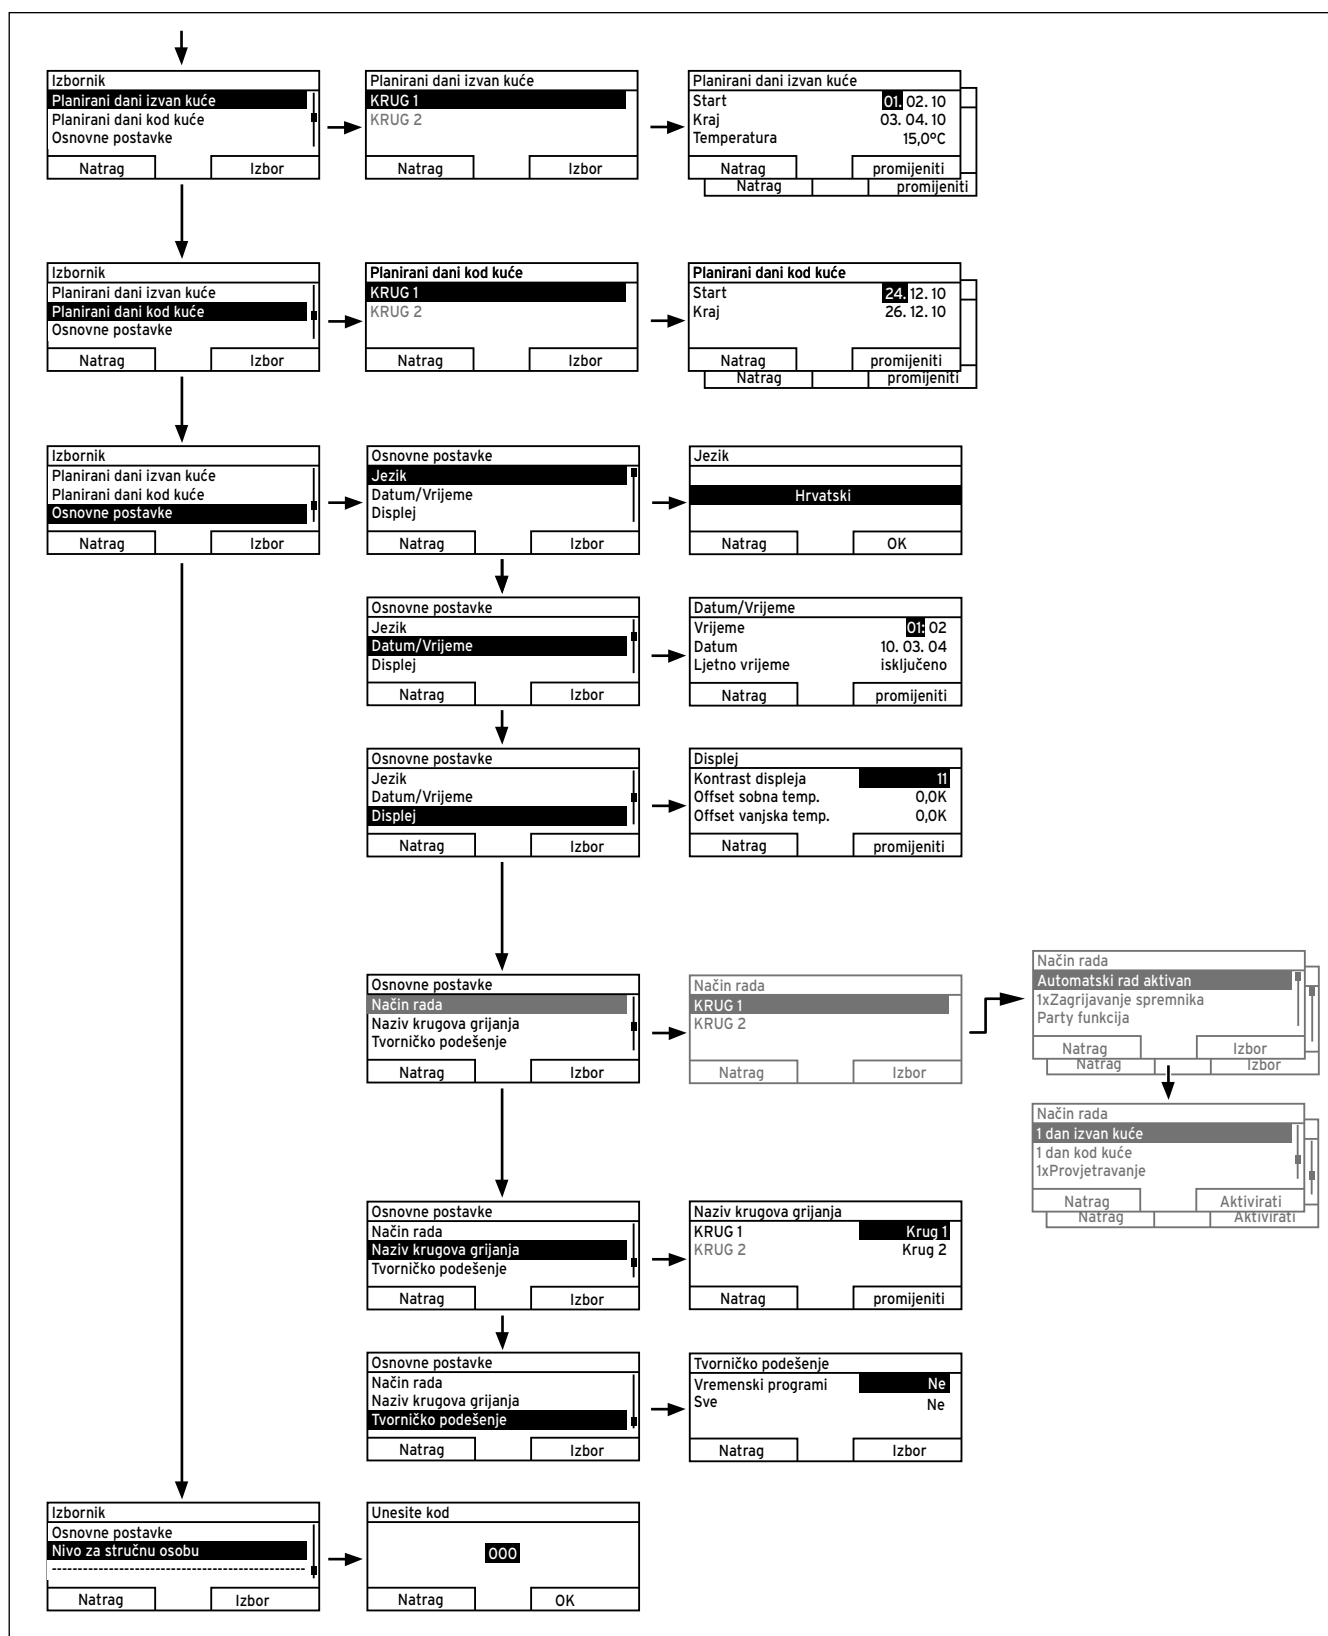 Izbornik
Planirani dani izvan kuće
Planirani dani kod kuće
Osnovne postavke
Natrag Izbor
Planirani dani izvan kuće
KRUG 1
KRUG 2
Natrag Izbor
Planirani dani izvan kuće
Start 01. 02. 10
Kraj 03. 04. 10
Temperatura 15,0°C
Natrag promijeniti
Natrag promijeniti
Izbornik
Planirani dani izvan kuće
Planirani dani kod kuće
Osnovne postavke
Natrag Izbor
Planirani dani kod kuće
KRUG 1
KRUG 2
Natrag Izbor
Planirani dani kod kuće
Start 24. 12. 10
Kraj 26. 12. 10
Natrag promijeniti
Natrag promijeniti
Izbornik
Planirani dani izvan kuće
Planirani dani kod kuće
Osnovne postavke
Natrag Izbor
Osnovne postavke
Jezik
Datum/Vrijeme
Displej
Natrag Izbor
Jezik
Hrvatski
Natrag OK
Osnovne postavke
Jezik
Datum/Vrijeme
Displej
Natrag Izbor
Datum/Vrijeme
Vrijeme 01: 02
Datum 10. 03. 04
Ljetno vrijeme isključeno
Natrag promijeniti
Osnovne postavke
Jezik
Datum/Vrijeme
Displej
Natrag Izbor
Displej
Kontrast displeja 11
Offset sobna temp. 0,0K
Offset vanjska temp. 0,0K
Natrag promijeniti
Osnovne postavke
Način rada
Naziv krugova grijanja
Tvorničko podešenje
Natrag Izbor
Način rada
KRUG 1
KRUG 2
Natrag Izbor
Način rada
Automatski rad aktivan
1xZagrijavanje spremnika
Party funkcija
Natrag Izbor
Natrag Izbor
Način rada
1 dan izvan kuće
1 dan kod kuće
1xProvjetravanje
Natrag Aktivirati
Natrag Aktivirati
Osnovne postavke
Način rada
Naziv krugova grijanja
Tvorničko podešenje
Natrag Izbor
Naziv krugova grijanja
KRUG 1 Krug 1
KRUG 2 Krug 2
Natrag promijeniti
Osnovne postavke
Način rada
Naziv krugova grijanja
Tvorničko podešenje
Natrag Izbor
Tvorničko podešenje
Vremenski programi Ne
Sve Ne
Natrag Izbor
Izbornik
Osnovne postavke
Nivo za stručnu osobu
--------------------------------------------------
Natrag Izbor
Unesite kod
000
Natrag OK